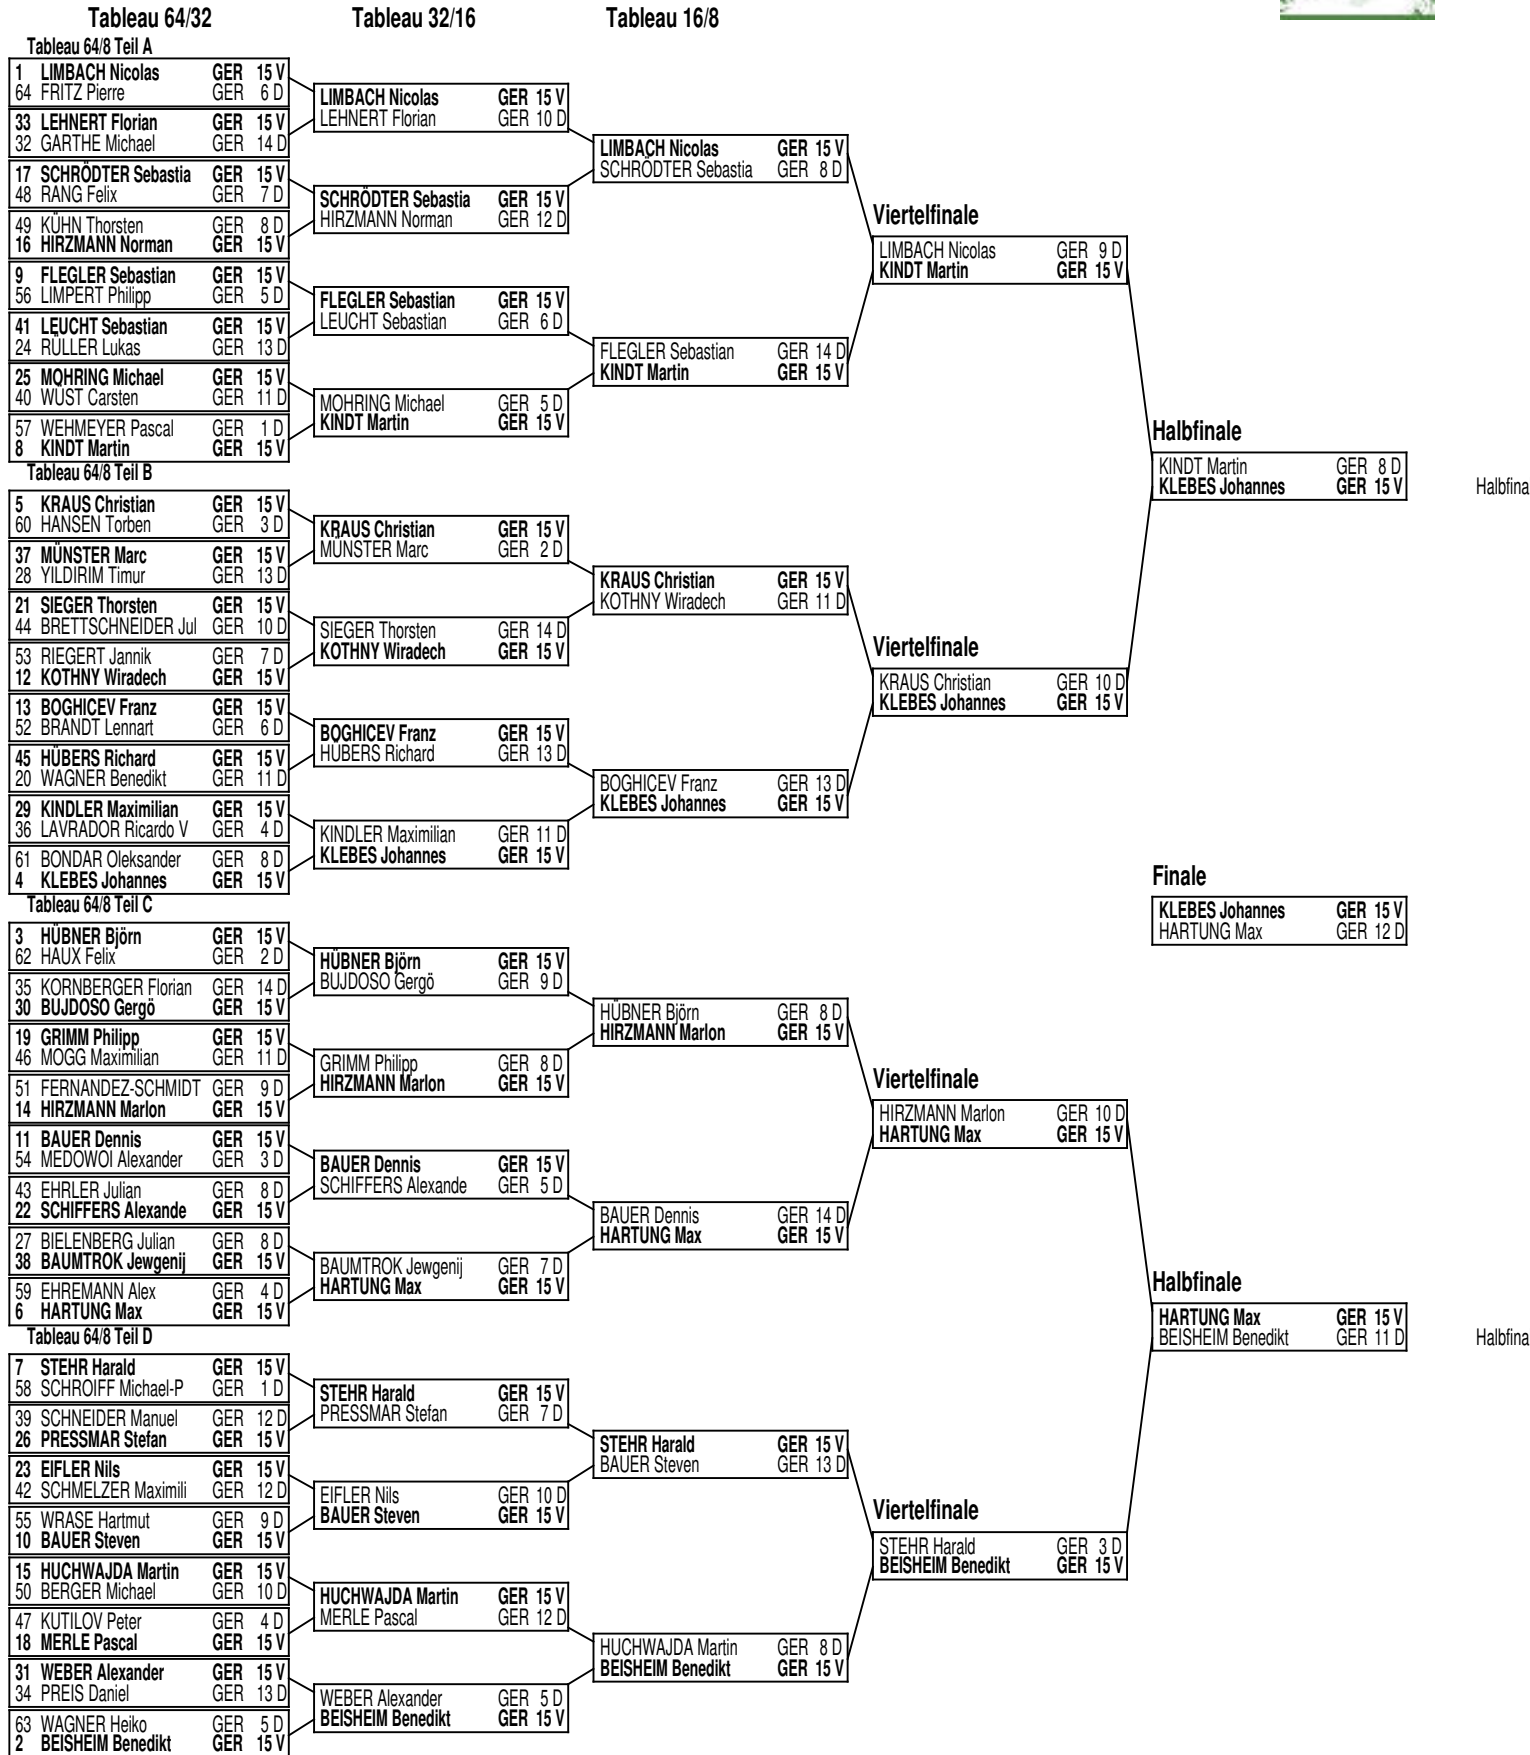 Tableau 64/32
Tableau 32/16
Tableau 16/8
Tableau 64/8 Teil A
1 LIMBACH Nicolas GER 15 V
64 FRITZ Pierre GER 6 D
33 LEHNERT Florian GER 15 V
32 GARTHE Michael GER 14 D
17 SCHRÖDTER Sebastia GER 15 V
48 RANG Felix GER 7 D
49 KÜHN Thorsten GER 8 D
16 HIRZMANN Norman GER 15 V
9 FLEGLER Sebastian GER 15 V
56 LIMPERT Philipp GER 5 D
41 LEUCHT Sebastian GER 15 V
24 RÜLLER Lukas GER 13 D
25 MÖHRING Michael GER 15 V
40 WÜST Carsten GER 11 D
57 WEHMEYER Pascal GER 1 D
8 KINDT Martin GER 15 V
Tableau 64/8 Teil B
5 KRAUS Christian GER 15 V
60 HANSEN Torben GER 3 D
37 MÜNSTER Marc GER 15 V
28 YILDIRIM Timur GER 13 D
21 SIEGER Thorsten GER 15 V
44 BRETTSCHNEIDER Jul GER 10 D
53 RIEGERT Jannik GER 7 D
12 KOTHNY Wiradech GER 15 V
13 BOGHICEV Franz GER 15 V
52 BRANDT Lennart GER 6 D
45 HÜBERS Richard GER 15 V
20 WAGNER Benedikt GER 11 D
29 KINDLER Maximilian GER 15 V
36 LAVRADOR Ricardo V GER 4 D
61 BONDAR Oleksander GER 8 D
4 KLEBES Johannes GER 15 V
Tableau 64/8 Teil C
3 HÜBNER Björn GER 15 V
62 HAUX Felix GER 2 D
35 KORNBERGER Florian GER 14 D
30 BUJDOSO Gergö GER 15 V
19 GRIMM Philipp GER 15 V
46 MOGG Maximilian GER 11 D
51 FERNANDEZ-SCHMIDT GER 9 D
14 HIRZMANN Marlon GER 15 V
11 BAUER Dennis GER 15 V
54 MEDOWOI Alexander GER 3 D
43 EHRLER Julian GER 8 D
22 SCHIFFERS Alexande GER 15 V
27 BIELENBERG Julian GER 8 D
38 BAUMTROK Jewgenij GER 15 V
59 EHREMANN Alex GER 4 D
6 HARTUNG Max GER 15 V
Tableau 64/8 Teil D
7 STEHR Harald GER 15 V
58 SCHROIFF Michael-P GER 1 D
39 SCHNEIDER Manuel GER 12 D
26 PRESSMAR Stefan GER 15 V
23 EIFLER Nils GER 15 V
42 SCHMELZER Maximili GER 12 D
55 WRASE Hartmut GER 9 D
10 BAUER Steven GER 15 V
15 HUCHWAJDA Martin GER 15 V
50 BERGER Michael GER 10 D
47 KUTILOV Peter GER 4 D
18 MERLE Pascal GER 15 V
31 WEBER Alexander GER 15 V
34 PREIS Daniel GER 13 D
63 WAGNER Heiko GER 5 D
2 BEISHEIM Benedikt GER 15 V
LIMBACH Nicolas GER 15 V
LEHNERT Florian GER 10 D
SCHRÖDTER Sebastia GER 15 V
HIRZMANN Norman GER 12 D
FLEGLER Sebastian GER 15 V
LEUCHT Sebastian GER 6 D
MÖHRING Michael GER 5 D
KINDT Martin GER 15 V
KRAUS Christian GER 15 V
MÜNSTER Marc GER 2 D
SIEGER Thorsten GER 14 D
KOTHNY Wiradech GER 15 V
BOGHICEV Franz GER 15 V
HÜBERS Richard GER 13 D
KINDLER Maximilian GER 11 D
KLEBES Johannes GER 15 V
HÜBNER Björn GER 15 V
BUJDOSO Gergö GER 9 D
GRIMM Philipp GER 8 D
HIRZMANN Marlon GER 15 V
BAUER Dennis GER 15 V
SCHIFFERS Alexande GER 5 D
BAUMTROK Jewgenij GER 7 D
HARTUNG Max GER 15 V
STEHR Harald GER 15 V
PRESSMAR Stefan GER 7 D
EIFLER Nils GER 10 D
BAUER Steven GER 15 V
HUCHWAJDA Martin GER 15 V
MERLE Pascal GER 12 D
WEBER Alexander GER 5 D
BEISHEIM Benedikt GER 15 V
LIMBACH Nicolas GER 15 V
SCHRÖDTER Sebastia GER 8 D
FLEGLER Sebastian GER 14 D
KINDT Martin GER 15 V
KRAUS Christian GER 15 V
KOTHNY Wiradech GER 11 D
BOGHICEV Franz GER 13 D
KLEBES Johannes GER 15 V
HÜBNER Björn GER 8 D
HIRZMANN Marlon GER 15 V
BAUER Dennis GER 14 D
HARTUNG Max GER 15 V
STEHR Harald GER 15 V
BAUER Steven GER 13 D
HUCHWAJDA Martin GER 8 D
BEISHEIM Benedikt GER 15 V
Viertelfinale
LIMBACH Nicolas GER 9 D
KINDT Martin GER 15 V
Viertelfinale
KRAUS Christian GER 10 D
KLEBES Johannes GER 15 V
Viertelfinale
HIRZMANN Marlon GER 10 D
HARTUNG Max GER 15 V
Viertelfinale
STEHR Harald GER 3 D
BEISHEIM Benedikt GER 15 V
Halbfinale
KINDT Martin GER 8 D
KLEBES Johannes GER 15 V
Halbfina
Finale
KLEBES Johannes GER 15 V
HARTUNG Max GER 12 D
Halbfinale
HARTUNG Max GER 15 V
BEISHEIM Benedikt GER 11 D
Halbfina